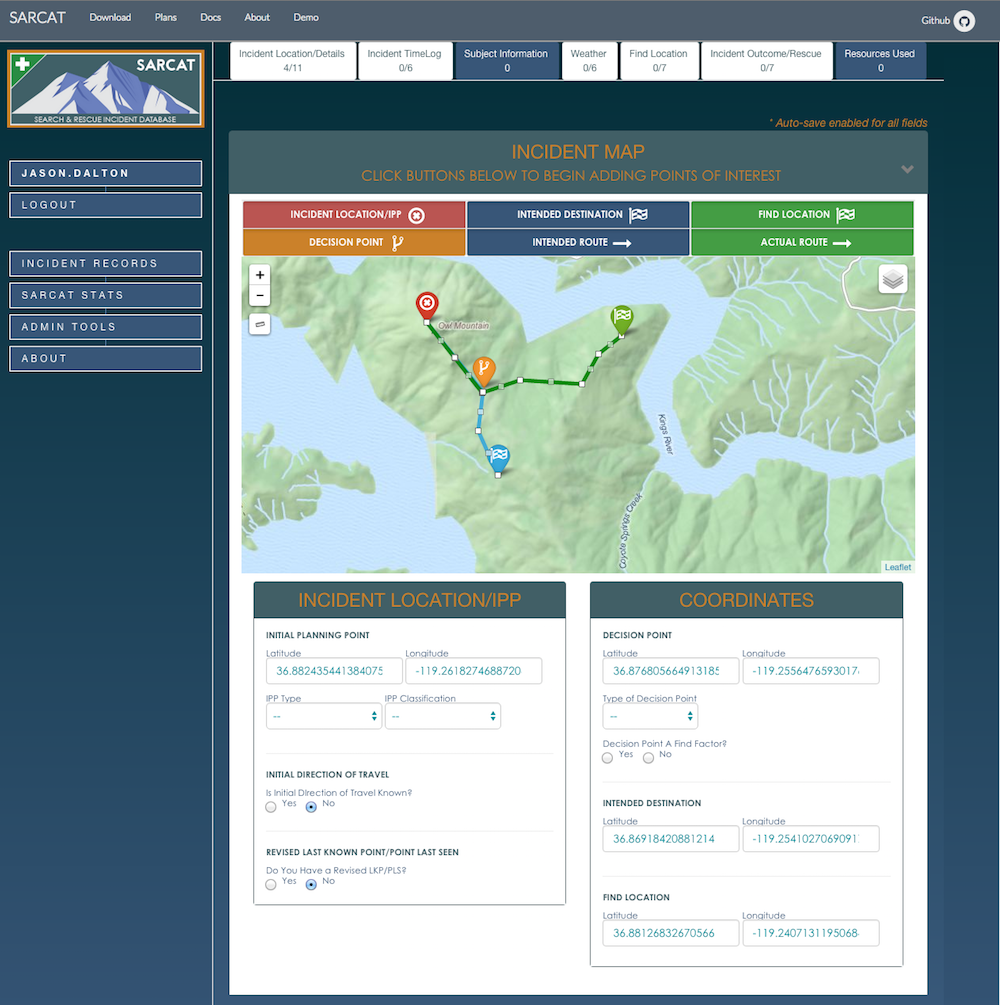 SARCAT Download Plans Docs About Demo Github
SARCAT
SEARCH & RESCUE INCIDENT DATABASE
JASON.DALTON
LOGOUT
INCIDENT RECORDS
SARCAT STATS
ADMIN TOOLS
ABOUT
Incident Location/Details Incident TimeLog Subject Information Weather Find Location Incident Outcome/Rescue Resources Used
4/11 0/6 0 0/6 0/7 0/7 0
* Auto-save enabled for all fields
INCIDENT MAP
CLICK BUTTONS BELOW TO BEGIN ADDING POINTS OF INTEREST
INCIDENT LOCATION/IPP INTENDED DESTINATION FIND LOCATION
DECISION POINT INTENDED ROUTE ACTUAL ROUTE
+
−
Owl Mountain
Kings River
Coyote Springs Creek
Leaflet
INCIDENT LOCATION/IPP
INITIAL PLANNING POINT
Latitude Longitude
36.882435441384075 -119.2618274688720
IPP Type IPP Classification
-- --
INITIAL DIRECTION OF TRAVEL
Is Initial Direction of Travel Known?
Yes No
REVISED LAST KNOWN POINT/POINT LAST SEEN
Do You Have a Revised LKP/PLS?
Yes No
COORDINATES
DECISION POINT
Latitude Longitude
36.876805664913185 -119.2556476593017
Type of Decision Point
--
Decision Point A Find Factor?
Yes No
INTENDED DESTINATION
Latitude Longitude
36.86918420881214 -119.254102706909
FIND LOCATION
Latitude Longitude
36.88126832670566 -119.2407131195068